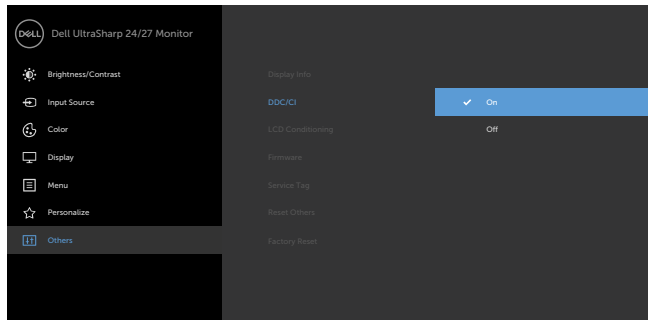 DELL Dell UltraSharp 24/27 Monitor
Brightness/Contrast
Display Info
Input Source
DDC/CI
On
Color
LCD Conditioning
Off
Display
Firmware
Menu
Service Tag
Personalize
Reset Others
Others
Factory Reset